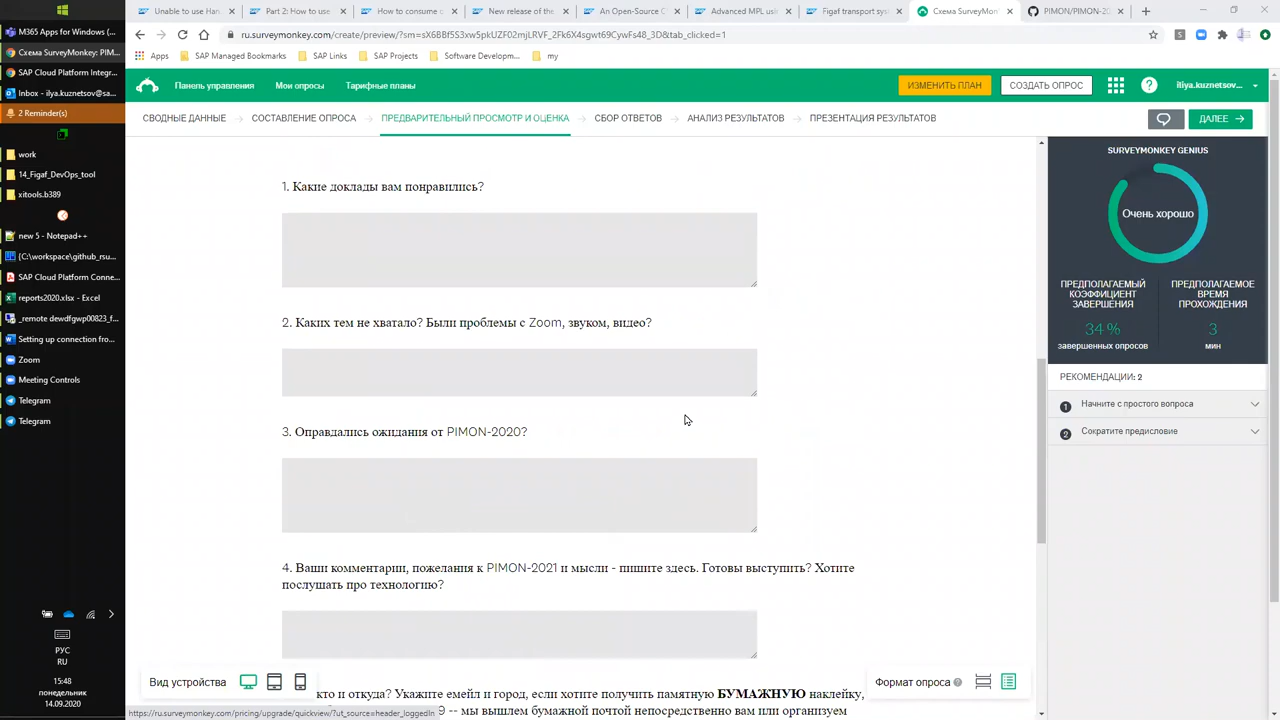 Unable to use Han
Part 2: How to use
How to consume c
New release of the
An Open-Source C
Advanced MPL usi
Figaf transport sys
Схема SurveyMon
PIMON/PIMON-20
M365 Apps for Windows (...
ru.surveymonkey.com/create/preview/?sm=sX6BBf5S3xw5pkUZF02mjLRVF_2Fk6X4sgwt69Cywfs48_3D&tab_clicked=1
Схема SurveyMonkey: PIM...
Apps
SAP Managed Bookmarks
SAP Links
SAP Projects
Software Developm...
my
SAP Cloud Platform Integr...
Inbox - ilya.kuznetsov@sa...
2 Reminder(s)
work
14_Figaf_DevOps_tool
xitools.b389
new 5 - Notepad++
(C:\workspace\github_rsu...
SAP Cloud Platform Conne...
reports2020.xlsx - Excel
_remote dewdfgwp00823_f...
Setting up connection fro...
Zoom
Meeting Controls
Telegram
Telegram
РУС
RU
15:48
понедельник
14.09.2020
Панель управления
Мои опросы
Тарифные планы
ИЗМЕНИТЬ ПЛАН
СОЗДАТЬ ОПРОС
iliya.kuznetsov...
СВОДНЫЕ ДАННЫЕ
СОСТАВЛЕНИЕ ОПРОСА
ПРЕДВАРИТЕЛЬНЫЙ ПРОСМОТР И ОЦЕНКА
СБОР ОТВЕТОВ
АНАЛИЗ РЕЗУЛЬТАТОВ
ПРЕЗЕНТАЦИЯ РЕЗУЛЬТАТОВ
ДАЛЕЕ
1. Какие доклады вам понравились?
2. Каких тем не хватало? Были проблемы с Zoom, звуком, видео?
3. Оправдались ожидания от PIMON-2020?
4. Ваши комментарии, пожелания к PIMON-2021 и мысли - пишите здесь. Готовы выступить? Хотите
послушать про технологию?
кто и откуда? Укажите емейл и город, если хотите получить памятную БУМАЖНУЮ наклейку,
9 -- мы вышлем бумажной почтой непосредственно вам или организуем
Вид устройства
Формат опроса
https://ru.surveymonkey.com/pricing/upgrade/quickview/?ut_source=header_loggedIn
SURVEYMONKEY GENIUS
Очень хорошо
ПРЕДПОЛАГАЕМЫЙ
КОЭФФИЦИЕНТ
ЗАВЕРШЕНИЯ
34 %
завершенных опросов
ПРЕДПОЛАГАЕМОЕ
ВРЕМЯ
ПРОХОЖДЕНИЯ
3
мин
РЕКОМЕНДАЦИИ: 2
1 Начните с простого вопроса
2 Сократите предисловие